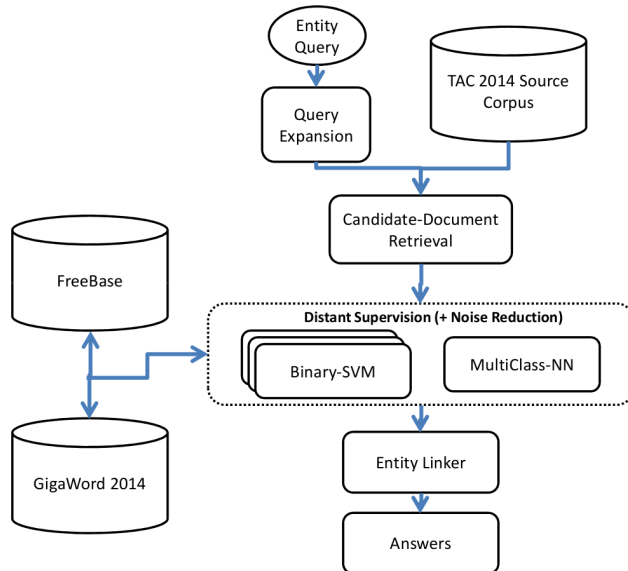 Entity
Query
TAC 2014 Source
Corpus
Query
Expansion
Candidate-Document
Retrieval
FreeBase
Distant Supervision (+ Noise Reduction)
Binary-SVM
MultiClass-NN
GigaWord 2014
Entity Linker
Answers